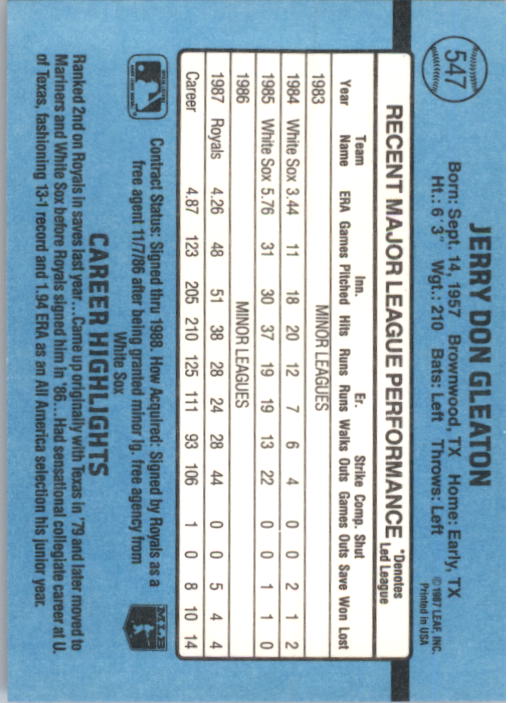 547
JERRY DON GLEATON
Born: Sept. 14, 1957 Brownwood, TX Home: Early, TX
Ht.: 6'3" Wgt.: 210 Bats: Left Throws: Left
©1987 LEAF, INC.
Printed in USA
RECENT MAJOR LEAGUE PERFORMANCE *Denotes Led League
Team Inn. Er. Strike Comp. Shut
Year Name ERA Games Pitched Hits Runs Runs Walks Outs Games Outs Save Won Lost
1983 MINOR LEAGUES
1984 White Sox 3.44 11 18 20 12 7 6 4 0 0 2 1 2
1985 White Sox 5.76 31 30 37 19 19 13 22 0 0 1 1 0
1986 MINOR LEAGUES
1987 Royals 4.26 48 51 38 28 24 28 44 0 0 5 4 4
Career 4.87 123 205 210 125 111 93 106 1 0 8 10 14
Contract Status: Signed thru 1988. How Acquired: Signed by Royals as a
free agent 11/7/86 after being granted minor lg. free agency from
White Sox
MLB
CAREER HIGHLIGHTS
Ranked 2nd on Royals in saves last year...Came up originally with Texas in '79 and later moved to
Mariners and White Sox before Royals signed him in '86...Had sensational collegiate career at U.
of Texas, fashioning 13-1 record and 1.94 ERA as an All America selection his junior year.